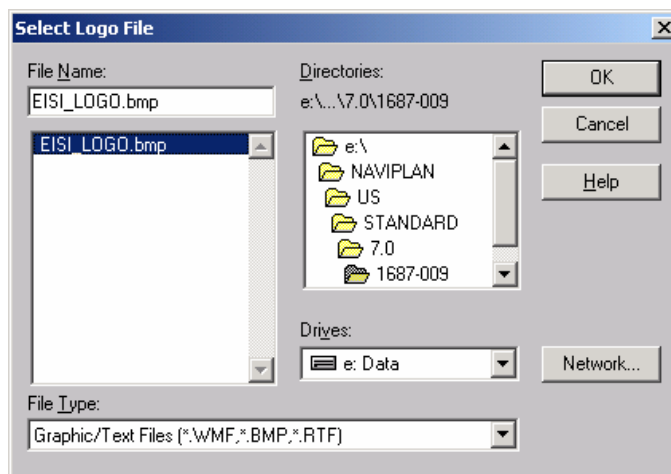 Select Logo File
File Name:
EISI_LOGO.bmp
EISI_LOGO.bmp
Directories:
e:\...\7.0\1687-009
e:\
NAVIPLAN
US
STANDARD
7.0
1687-009
OK
Cancel
Help
Drives:
e: Data
Network...
File Type:
Graphic/Text Files (*.WMF,*.BMP,*.RTF)